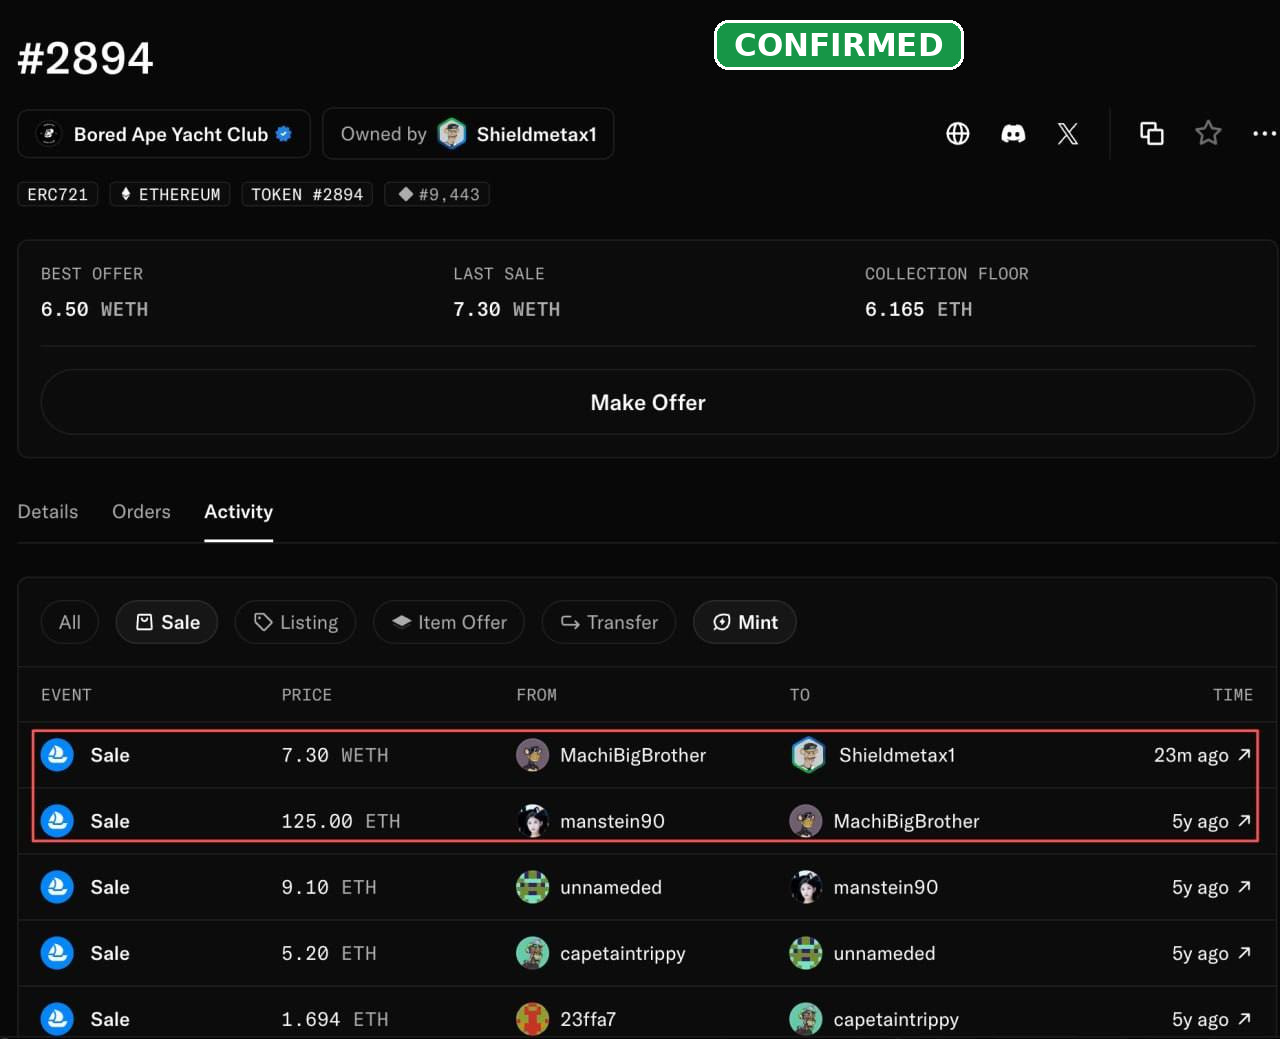 #2894
CONFIRMED
Bored Ape Yacht Club
Owned by Shieldmetax1
ERC721
ETHEREUM
TOKEN #2894
#9,443
BEST OFFER LAST SALE COLLECTION FLOOR
6.50 WETH 7.30 WETH 6.165 ETH
Make Offer
Details Orders Activity
All Sale Listing Item Offer Transfer Mint
EVENT PRICE FROM TO TIME
Sale 7.30 WETH MachiBigBrother Shieldmetax1 23m ago
Sale 125.00 ETH manstein90 MachiBigBrother 5y ago
Sale 9.10 ETH unnameded manstein90 5y ago
Sale 5.20 ETH capetaintrippy unnameded 5y ago
Sale 1.694 ETH 23ffa7 capetaintrippy 5y ago